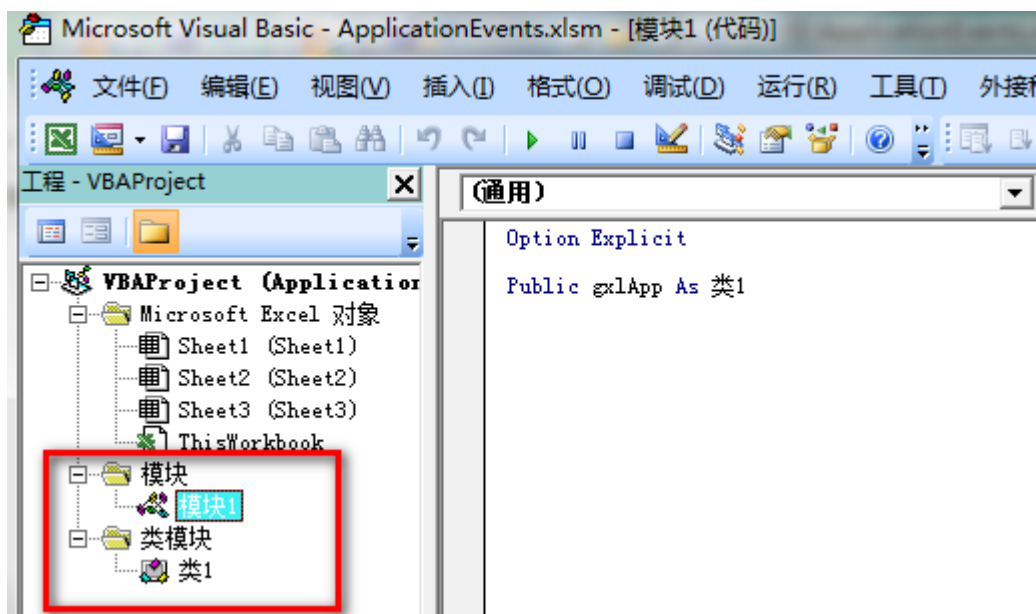 Microsoft Visual Basic - ApplicationEvents.xlsm - [模块1 (代码)]
文件(F) 编辑(E) 视图(V) 插入(I) 格式(O) 调试(D) 运行(R) 工具(T) 外接
工程 - VBAProject
(通用)
Option Explicit
Public gxlApp As 类1
VBAProject (Application
Microsoft Excel 对象
Sheet1 (Sheet1)
Sheet2 (Sheet2)
Sheet3 (Sheet3)
ThisWorkbook
模块
模块1
类模块
类1